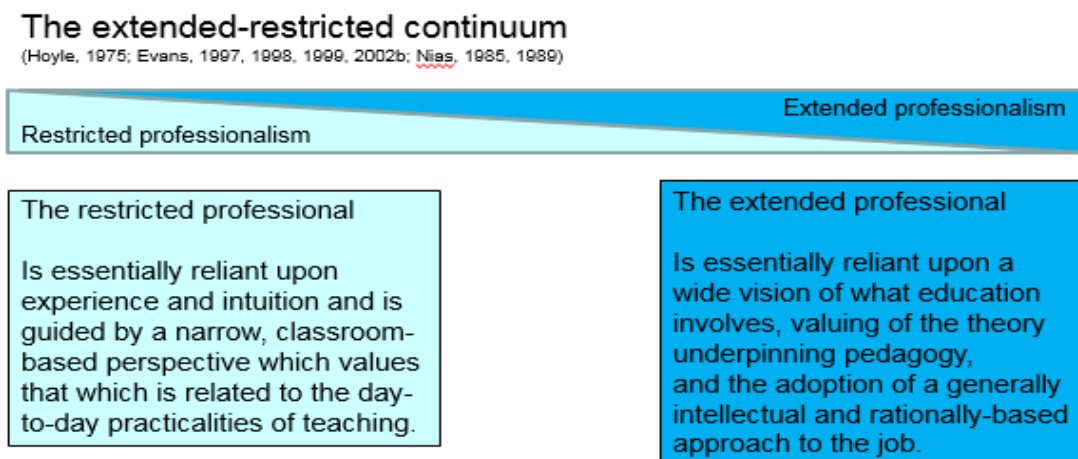 The extended-restricted continuum
(Hoyle, 1975; Evans, 1997, 1998, 1999, 2002b; Nias, 1985, 1989)
Extended professionalism
Restricted professionalism
The restricted professional
Is essentially reliant upon
experience and intuition and is
guided by a narrow, classroom-
based perspective which values
that which is related to the day-
to-day practicalities of teaching.
The extended professional
Is essentially reliant upon a
wide vision of what education
involves, valuing of the theory
underpinning pedagogy,
and the adoption of a generally
intellectual and rationally-based
approach to the job.